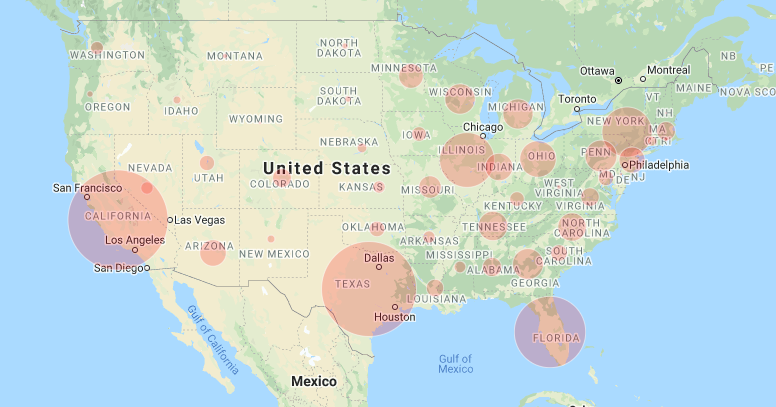 NORTH
DAKOTA
WASHINGTON
MONTANA
MINNESOTA
Ottawa
Montreal
NB
PE
MAINE
NOVA SCO
SOUTH
DAKOTA
WISCONSIN
MICHIGAN
Toronto
VT
NH
OREGON
IDAHO
WYOMING
NEW YORK
MA
CT
RI
IOWA
Chicago
NEBRASKA
ILLINOIS
INDIANA
OHIO
PENN
Philadelphia
MD
DE
NJ
NEVADA
UTAH
United States
COLORADO
KANSAS
MISSOURI
WEST
VIRGINIA
VIRGINIA
KENTUCKY
San Francisco
CALIFORNIA
Las Vegas
Los Angeles
San Diego
ARIZONA
NEW MEXICO
OKLAHOMA
ARKANSAS
TENNESSEE
NORTH
CAROLINA
SOUTH
CAROLINA
MISSISSIPPI
ALABAMA
GEORGIA
Dallas
TEXAS
LOUISIANA
Houston
FLORIDA
Gulf of
California
Gulf of
Mexico
Mexico